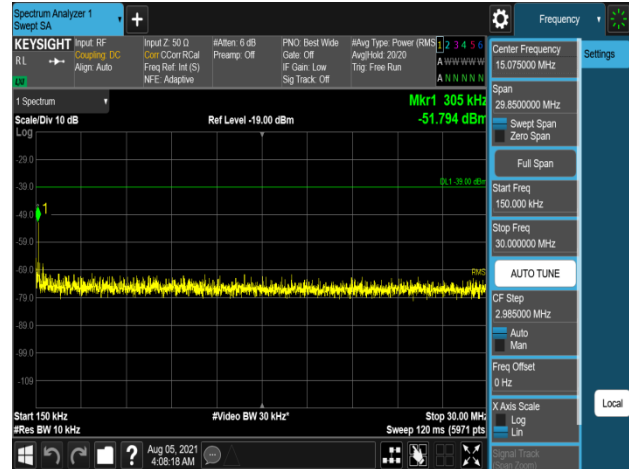 Spectrum Analyzer 1
Swept SA
+
Frequency
KEYSIGHT
RL
Input: RF
Coupling: DC
Align: Auto
Input Z: 50 Ω
Corr CCorr RCal
Freq Ref: Int (S)
NFE: Adaptive
#Atten: 6 dB
Preamp: Off
PNO: Best Wide
Gate: Off
IF Gain: Low
Sig Track: Off
#Avg Type: Power (RMS
Avg|Hold: 20/20
Trig: Free Run
1 2 3 4 5 6
A W W W W W
A N N N N N
Center Frequency
15.075000 MHz
Settings
1 Spectrum
Mkr1 305 kHz
Scale/Div 10 dB
Ref Level -19.00 dBm
-51.794 dBm
Log
-29.0
-39.0
DL1 -39.00 dBm
-49.0
1
-59.0
-69.0
RMS
-79.0
-89.0
-99.0
-109
Start 150 kHz
#Video BW 30 kHz*
Stop 30.00 MHz
#Res BW 10 kHz
Sweep 120 ms (5971 pts
Span
29.8500000 MHz
Swept Span
Zero Span
Full Span
Start Freq
150.000 kHz
Stop Freq
30.000000 MHz
AUTO TUNE
CF Step
2.985000 MHz
Auto
Man
Freq Offset
0 Hz
X Axis Scale
Log
Lin
Local
Signal Track
(Span Zoom)
?
Aug 05, 2021
4:08:18 AM